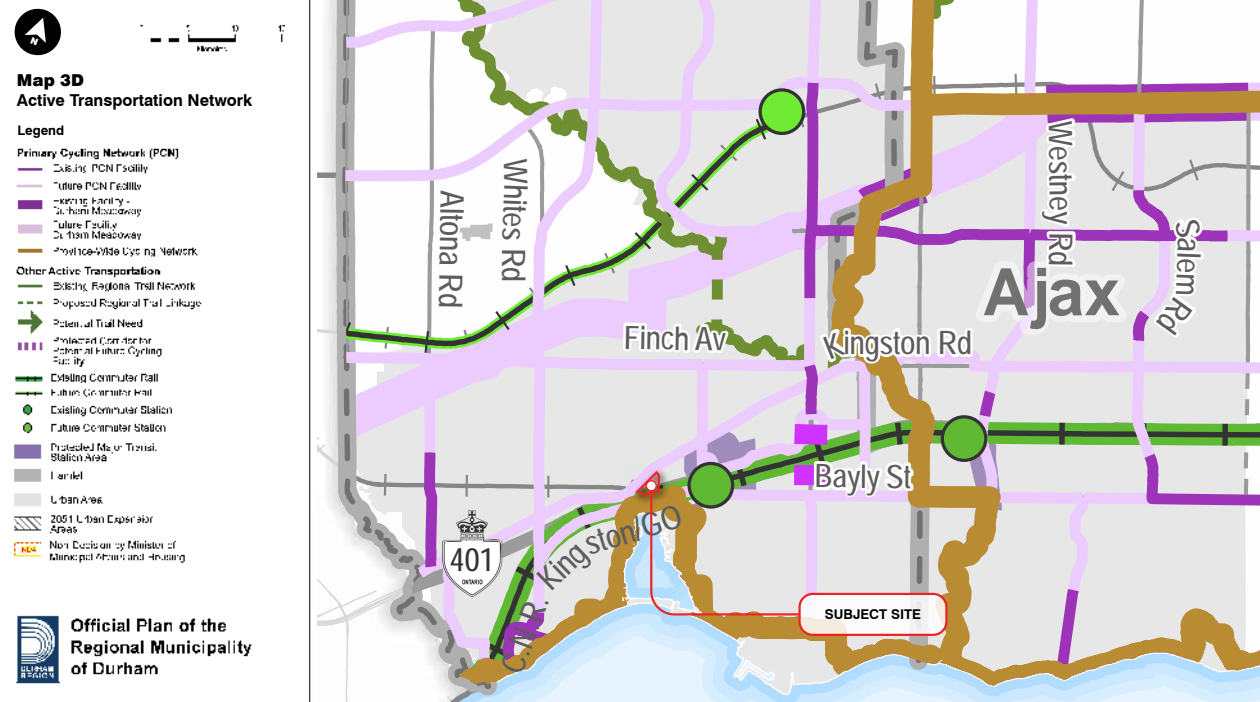 N
Kilometres
Map 3D
Active Transportation Network
Legend
Primary Cycling Network (PCN)
Existing PCN Facility
Future PCN Facility
Existing Facility -
Durham Meadoway
Future Facility
Durham Meadoway
Province-Wide Cycling Network
Other Active Transportation
Existing Regional Trail Network
Proposed Regional Trail Linkage
Potential Trail Need
Protected Corridor for
Potential Future Cycling
Facility
Existing Commuter Rail
Future Commuter Rail
Existing Commuter Station
Future Commuter Station
Protected Major Transit
Station Area
Hamlet
Urban Area
2051 Urban Expansion
Areas
Non-Decision by Minister of
Municipal Affairs and Housing
DURHAM
REGION
Official Plan of the
Regional Municipality
of Durham
Altona Rd
Whites Rd
Westney Rd
Salem Rd
Ajax
Finch Av
Kingston Rd
Bayly St
401
ONTARIO
C.N.R. Kingston/GO
SUBJECT SITE